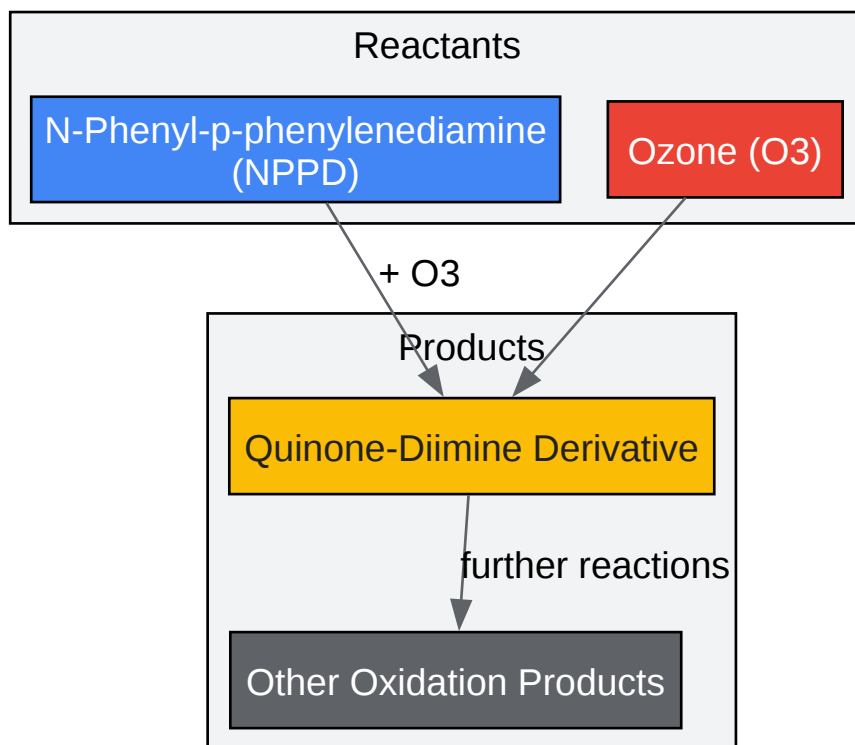 Reactants
N-Phenyl-p-phenylenediamine
(NPPD)
Ozone (O3)
+ O3
Products
Quinone-Diimine Derivative
further reactions
Other Oxidation Products